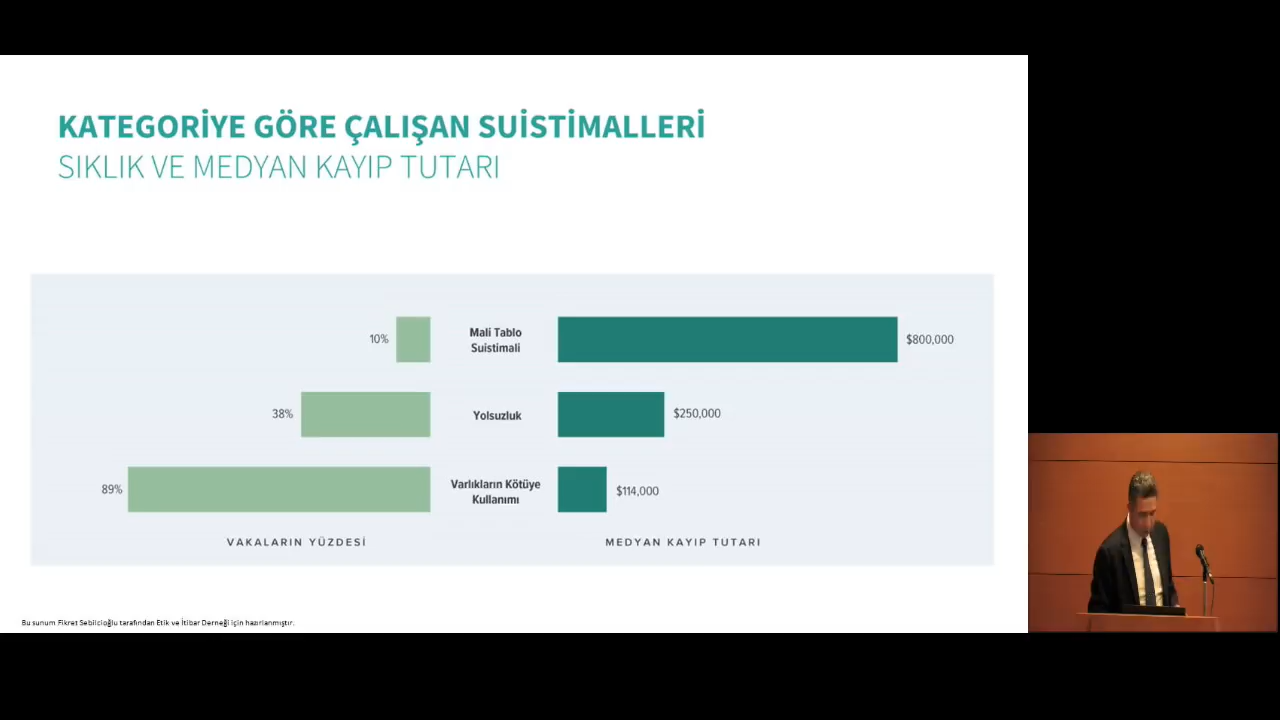 KATEGORİYE GÖRE ÇALIŞAN SUİSTİMALLERİ
SIKLIK VE MEDYAN KAYIP TUTARI
10%
Mali Tablo
Suistimali
$800,000
38%
Yolsuzluk
$250,000
89%
Varlıkların Kötüye
Kullanımı
$114,000
VAKALARIN YÜZDESİ
MEDYAN KAYIP TUTARI
Bu sunum Fikret Sebilcioğlu tarafından Etik ve İtibar Derneği için hazırlanmıştır.